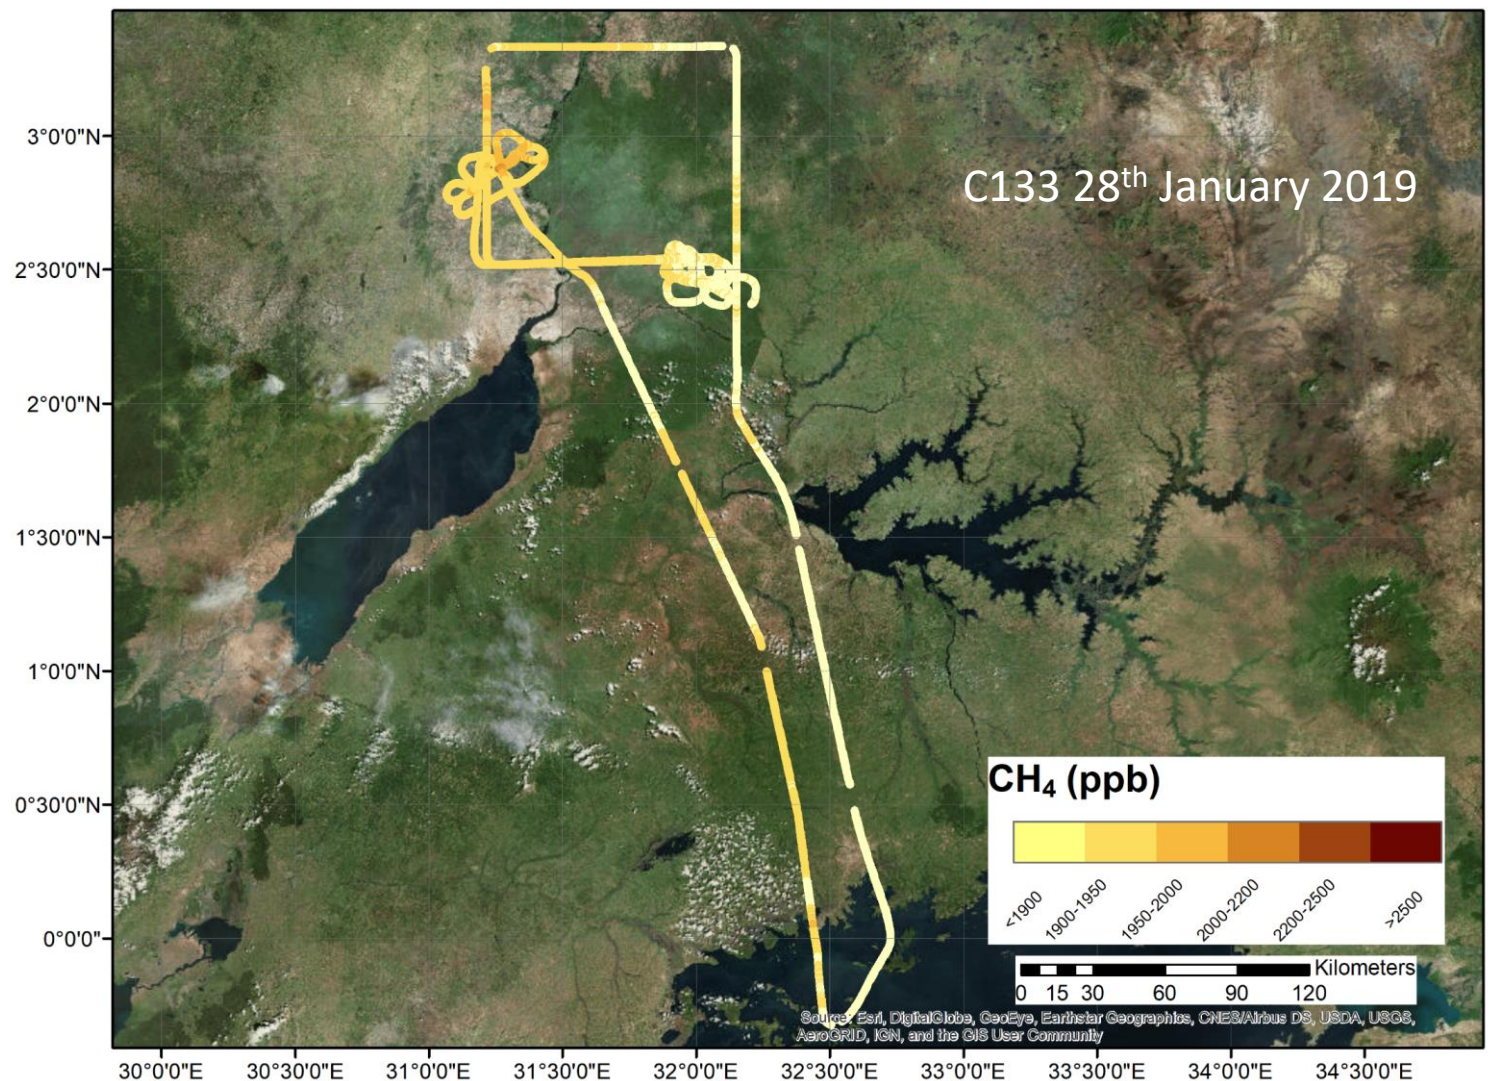 3°0'0"N
C133 28th January 2019
2°30'0"N
2°0'0"N
1°30'0"N
1°0'0"N
0°30'0"N
0°0'0"
CH₄ (ppb)
<1900
1900-1950
1950-2000
2000-2200
2200-2500
>2500
Kilometers
0 15 30 60 90 120
Source: Esri, DigitalGlobe, GeoEye, Earthstar Geographics, CNES/Airbus DS, USDA, USGS,
AeroGRID, IGN, and the GIS User Community
30°0'0"E 30°30'0"E 31°0'0"E 31°30'0"E 32°0'0"E 32°30'0"E 33°0'0"E 33°30'0"E 34°0'0"E 34°30'0"E